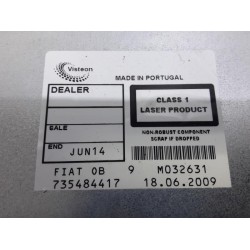 Visteon
MADE IN PORTUGAL
DEALER
CLASS 1
LASER PRODUCT
SALE
NON-ROBUST COMPONENT
SCRAP IF DROPPED
END JUN14
FIAT OB 9 M032631
735484417 18.06.2009